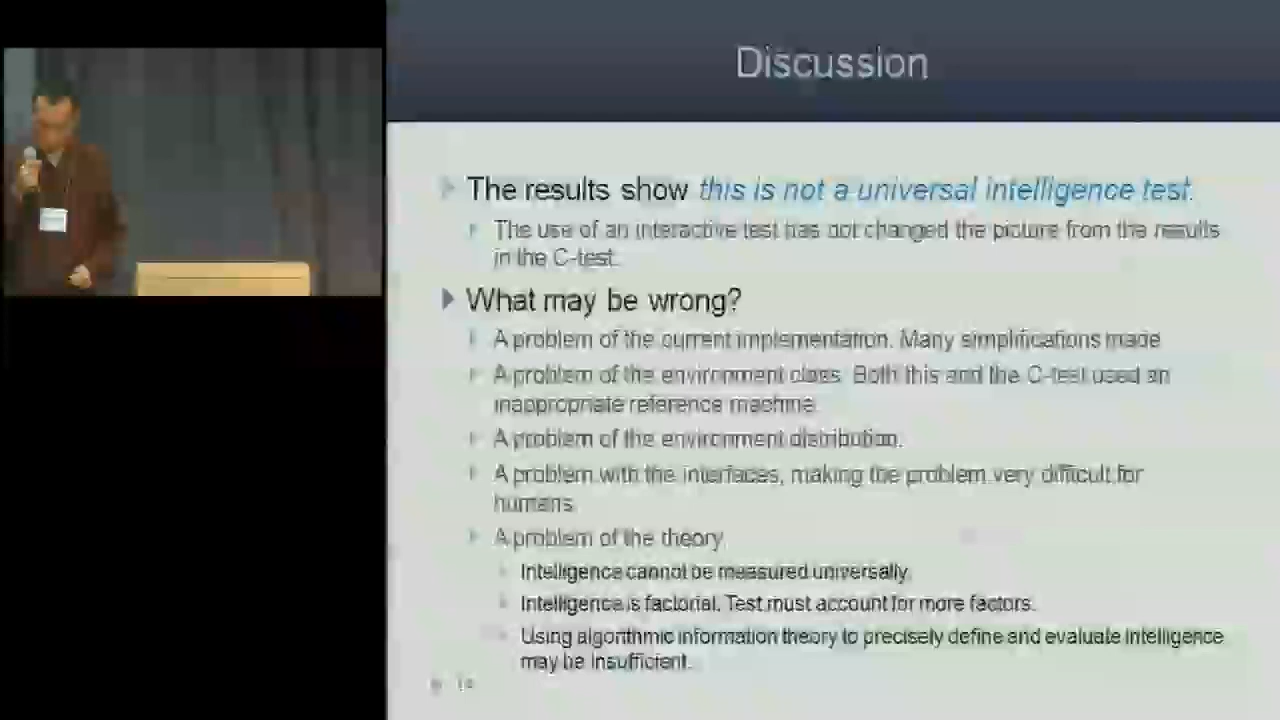 Discussion
The results show this is not a universal intelligence test.
The use of an interactive test has not changed the picture from the results
in the C-test.
What may be wrong?
A problem of the current implementation. Many simplifications made
A problem of the environment class. Both this and the C-test used an
inappropriate reference machine.
A problem of the environment distribution.
A problem with the interfaces, making the problem very difficult for
humans.
A problem of the theory
Intelligence cannot be measured universally.
Intelligence is factorial. Test must account for more factors.
Using algorithmic information theory to precisely define and evaluate intelligence
may be insufficient.